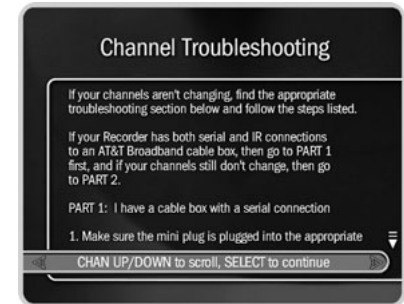 Channel Troubleshooting
If your channels aren't changing, find the appropriate
troubleshooting section below and follow the steps listed.
If your Recorder has both serial and IR connections
to an AT&T Broadband cable box, then go to PART 1
first, and if your channels still don't change, then go
to PART 2.
PART 1:  I have a cable box with a serial connection
1. Make sure the mini plug is plugged into the appropriate
CHAN UP/DOWN to scroll, SELECT to continue